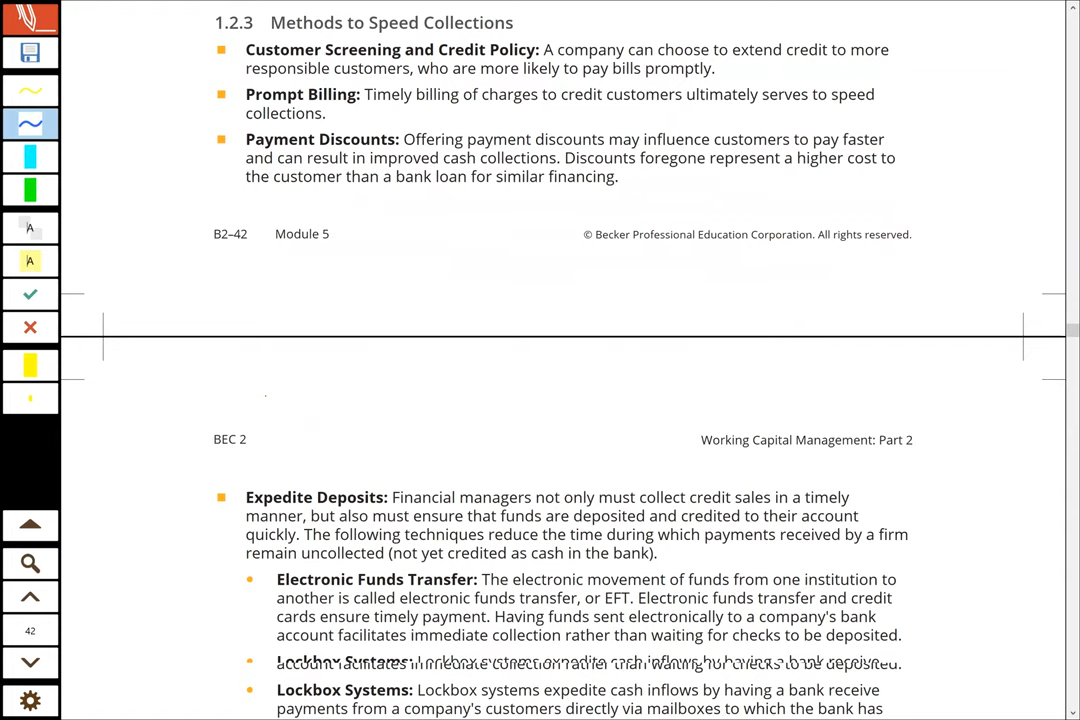 1.2.3 Methods to Speed Collections
■ Customer Screening and Credit Policy: A company can choose to extend credit to more
responsible customers, who are more likely to pay bills promptly.
■ Prompt Billing: Timely billing of charges to credit customers ultimately serves to speed
collections.
■ Payment Discounts: Offering payment discounts may influence customers to pay faster
and can result in improved cash collections. Discounts foregone represent a higher cost to
the customer than a bank loan for similar financing.
B2–42 Module 5 © Becker Professional Education Corporation. All rights reserved.
BEC 2 Working Capital Management: Part 2
■ Expedite Deposits: Financial managers not only must collect credit sales in a timely
manner, but also must ensure that funds are deposited and credited to their account
quickly. The following techniques reduce the time during which payments received by a firm
remain uncollected (not yet credited as cash in the bank).
• Electronic Funds Transfer: The electronic movement of funds from one institution to
another is called electronic funds transfer, or EFT. Electronic funds transfer and credit
cards ensure timely payment. Having funds sent electronically to a company's bank
account facilitates immediate collection rather than waiting for checks to be deposited.
• Lockbox Systems: Lockbox systems expedite cash inflows by having a bank receive
payments from a company's customers directly via mailboxes to which the bank has
A
A
42